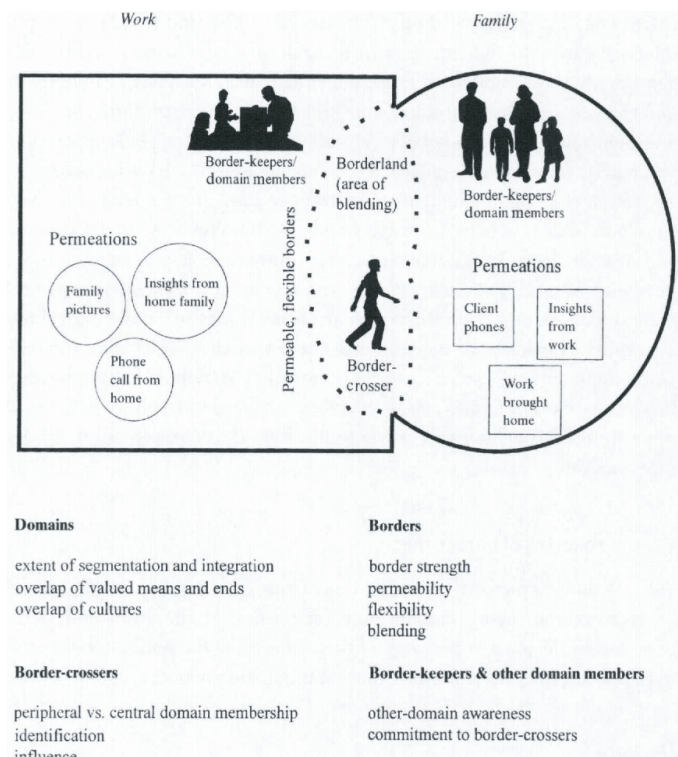 Work
Family
Border-keepers/
domain members
Borderland
(area of
blending)
Border-keepers/
domain members
Permeable, flexible borders
Permeations
Family
pictures
Insights from
home family
Phone
call from
home
Border-
crosser
Permeations
Client
phones
Insights
from
work
Work
brought
home
Domains
extent of segmentation and integration
overlap of valued means and ends
overlap of cultures
Borders
border strength
permeability
flexibility
blending
Border-crossers
peripheral vs. central domain membership
identification
influence
Border-keepers & other domain members
other-domain awareness
commitment to border-crossers